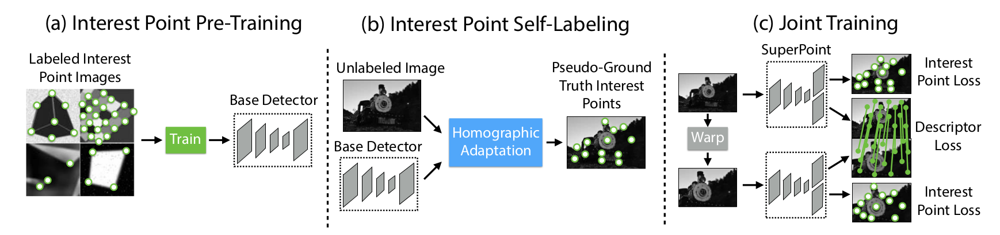 (a) Interest Point Pre-Training
Labeled Interest
Point Images
Train
Base Detector
(b) Interest Point Self-Labeling
Unlabeled Image
Base Detector
Homographic
Adaptation
Pseudo-Ground
Truth Interest
Points
(c) Joint Training
SuperPoint
Warp
Interest
Point Loss
Descriptor
Loss
Interest
Point Loss